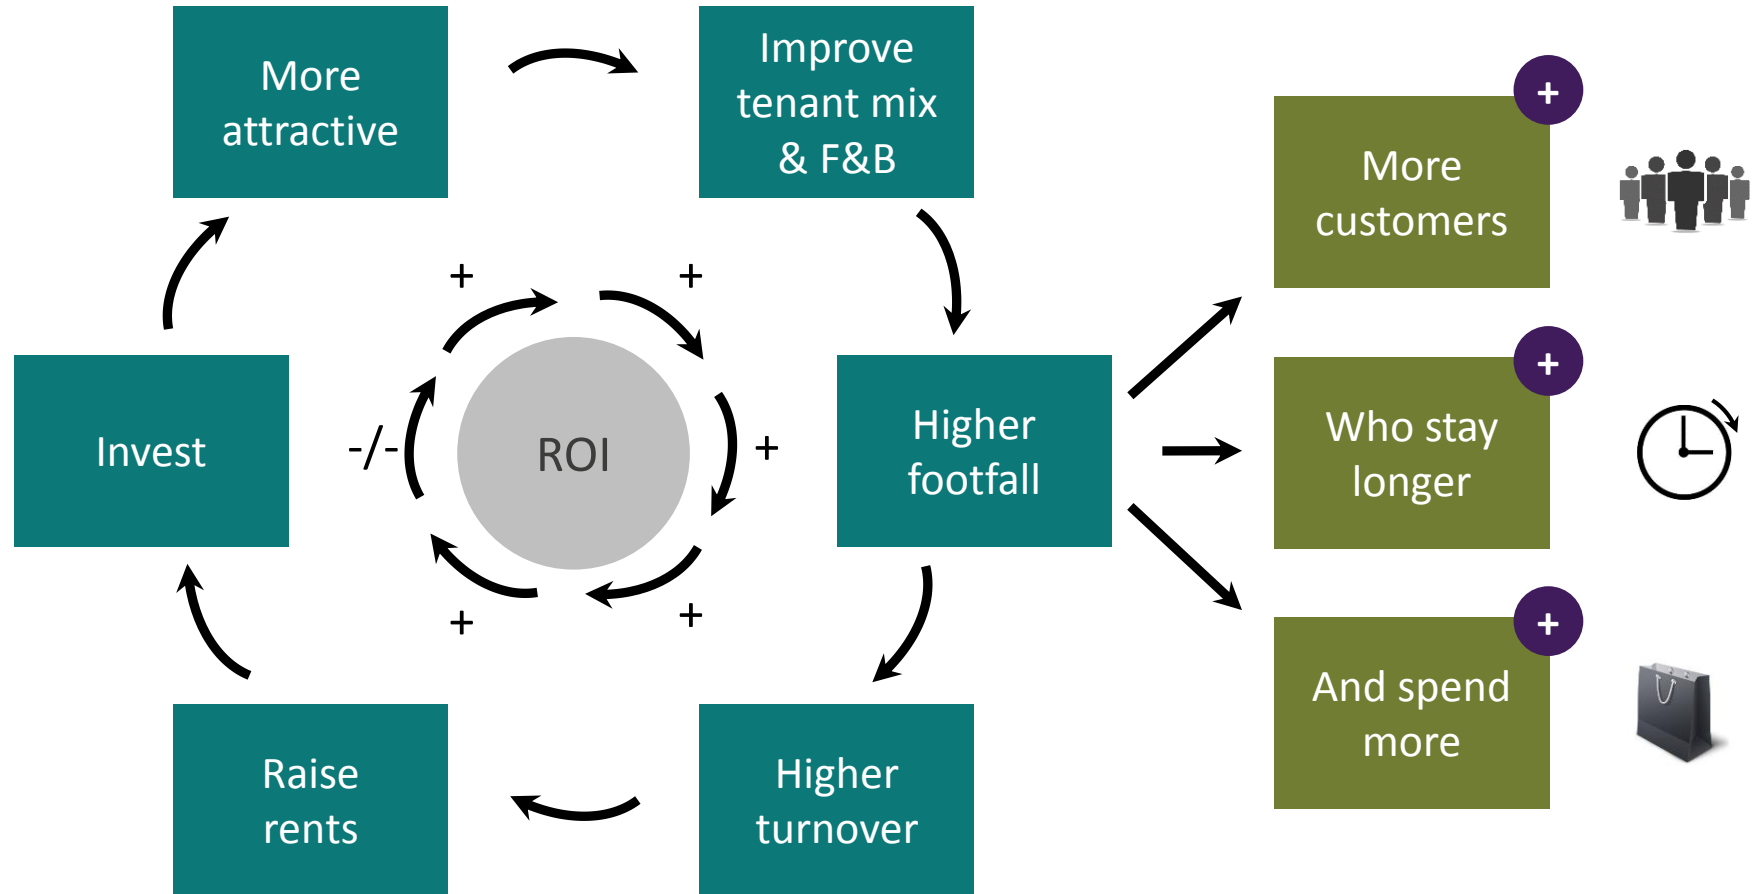 More
attractive
Improve
tenant mix
& F&B
+
More
customers
+
+
Invest
-/-
ROI
+
Higher
footfall
+
Who stay
longer
+
+
+
And spend
more
Raise
rents
Higher
turnover